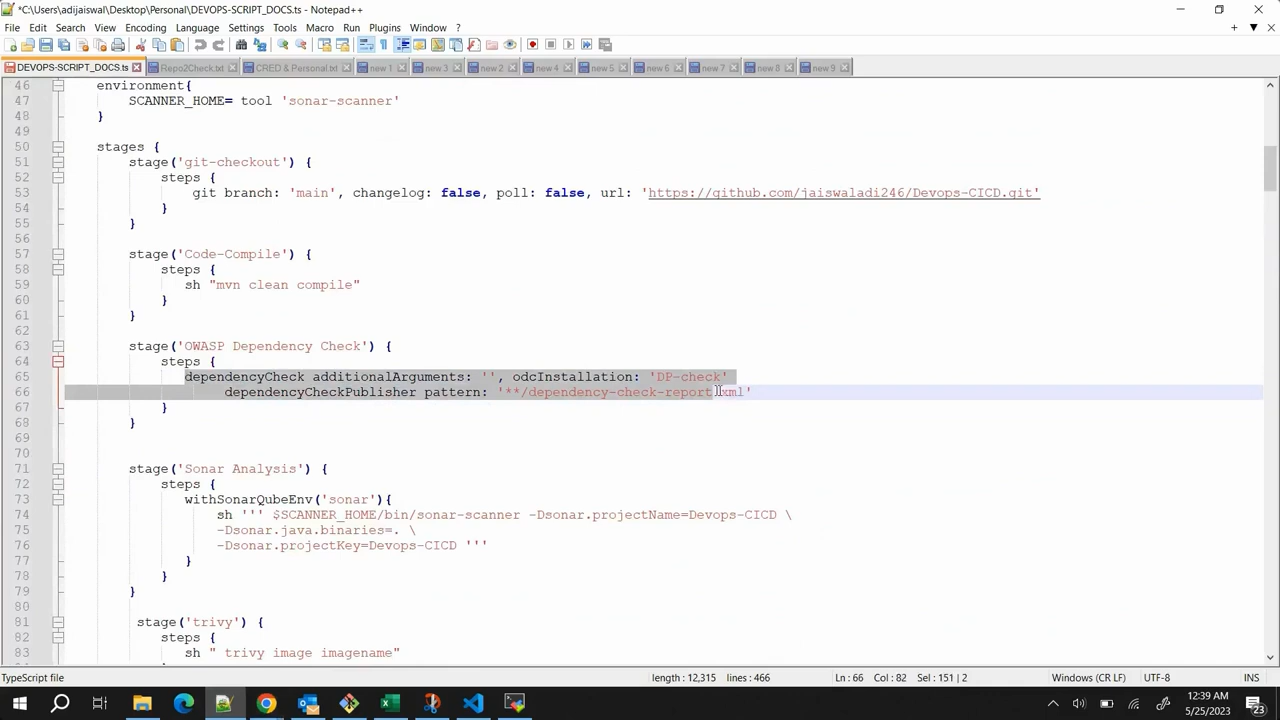 *C:\Users\adijaiswal\Desktop\Personal\DEVOPS-SCRIPT_DOCS.ts - Notepad++
File Edit Search View Encoding Language Settings Tools Macro Run Plugins Window ?
DEVOPS-SCRIPT_DOCS.ts Repo2Check.txt CRED & Personal.txt new 1 new 3 new 2 new 4 new 5 new 6 new 7 new 8 new 9
46 environment{
47 SCANNER_HOME= tool 'sonar-scanner'
48 }
49
50 stages {
51 stage('git-checkout') {
52 steps {
53 git branch: 'main', changelog: false, poll: false, url: 'https://github.com/jaiswaladi246/Devops-CICD.git'
54 }
55 }
56
57 stage('Code-Compile') {
58 steps {
59 sh "mvn clean compile"
60 }
61 }
62
63 stage('OWASP Dependency Check') {
64 steps {
65 dependencyCheck additionalArguments: '', odcInstallation: 'DP-check'
66 dependencyCheckPublisher pattern: '**/dependency-check-report.xml'
67 }
68 }
69
70
71 stage('Sonar Analysis') {
72 steps {
73 withSonarQubeEnv('sonar'){
74 sh ''' $SCANNER_HOME/bin/sonar-scanner -Dsonar.projectName=Devops-CICD \
75 -Dsonar.java.binaries=. \
76 -Dsonar.projectKey=Devops-CICD '''
77 }
78 }
79 }
80
81 stage('trivy') {
82 steps {
83 sh " trivy image imagename"
TypeScript file length : 12,315 lines : 466 Ln : 66 Col : 82 Sel : 151 | 2 Windows (CR LF) UTF-8 INS
12:39 AM
5/25/2023
23